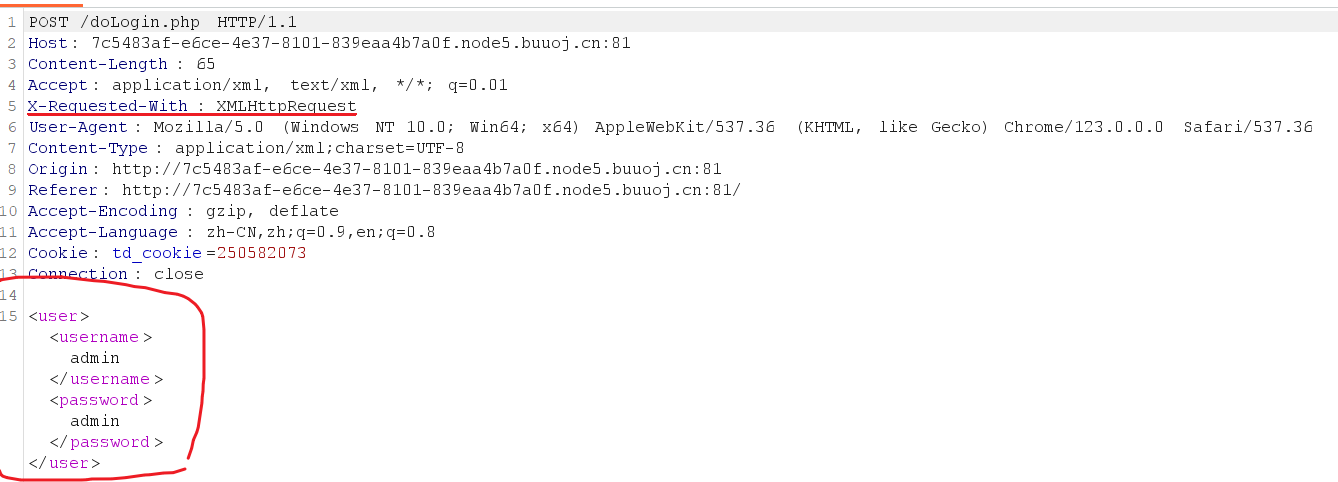 1 POST /doLogin.php HTTP/1.1
2 Host: 7c5483af-e6ce-4e37-8101-839eaa4b7a0f.node5.buuoj.cn:81
3 Content-Length: 65
4 Accept: application/xml, text/xml, */*; q=0.01
5 X-Requested-With: XMLHttpRequest
6 User-Agent: Mozilla/5.0 (Windows NT 10.0; Win64; x64) AppleWebKit/537.36 (KHTML, like Gecko) Chrome/123.0.0.0 Safari/537.36
7 Content-Type: application/xml;charset=UTF-8
8 Origin: http://7c5483af-e6ce-4e37-8101-839eaa4b7a0f.node5.buuoj.cn:81
9 Referer: http://7c5483af-e6ce-4e37-8101-839eaa4b7a0f.node5.buuoj.cn:81/
10 Accept-Encoding: gzip, deflate
11 Accept-Language: zh-CN,zh;q=0.9,en;q=0.8
12 Cookie: td_cookie=250582073
13 Connection: close
14
15 <user>
<username>
admin
</username>
<password>
admin
</password>
</user>